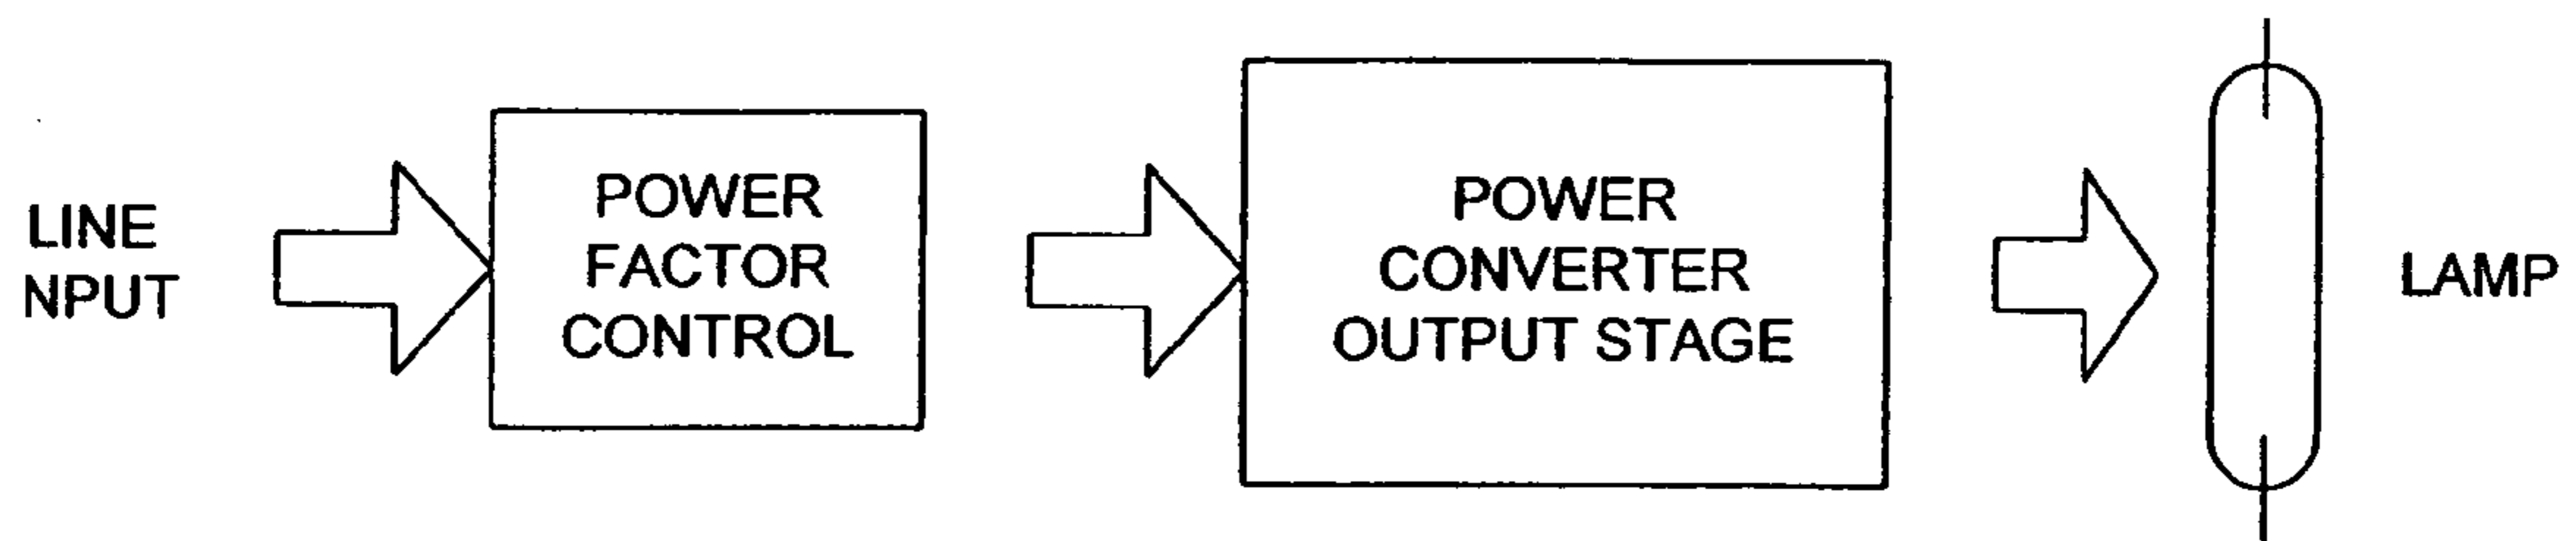 LINE
NPUT
POWER
FACTOR
CONTROL
POWER
CONVERTER
OUTPUT STAGE
LAMP